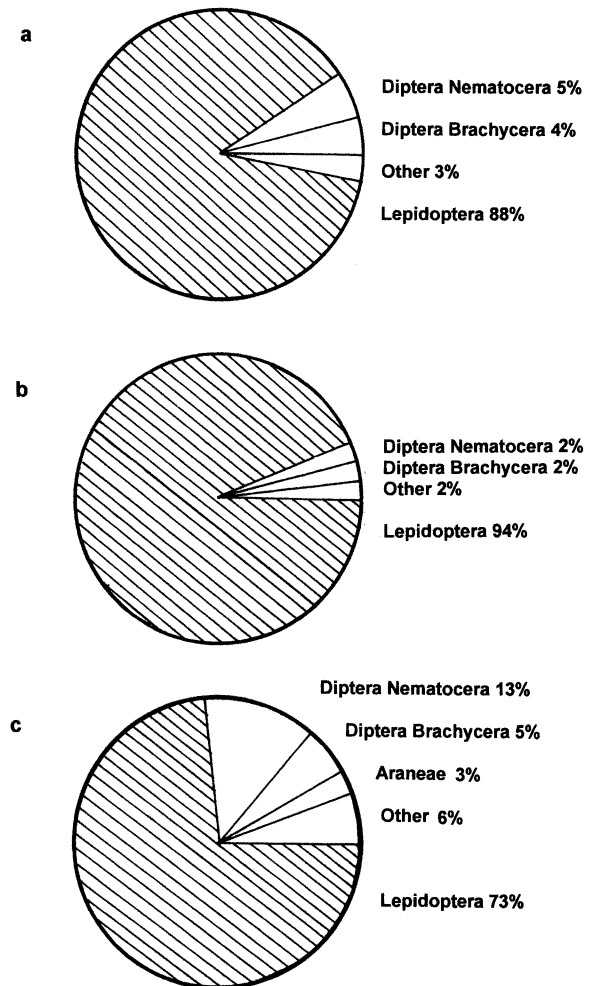 a
Diptera Nematocera 5%
Diptera Brachycera 4%
Other 3%
Lepidoptera 88%
b
Diptera Nematocera 2%
Diptera Brachycera 2%
Other 2%
Lepidoptera 94%
c
Diptera Nematocera 13%
Diptera Brachycera 5%
Araneae 3%
Other 6%
Lepidoptera 73%